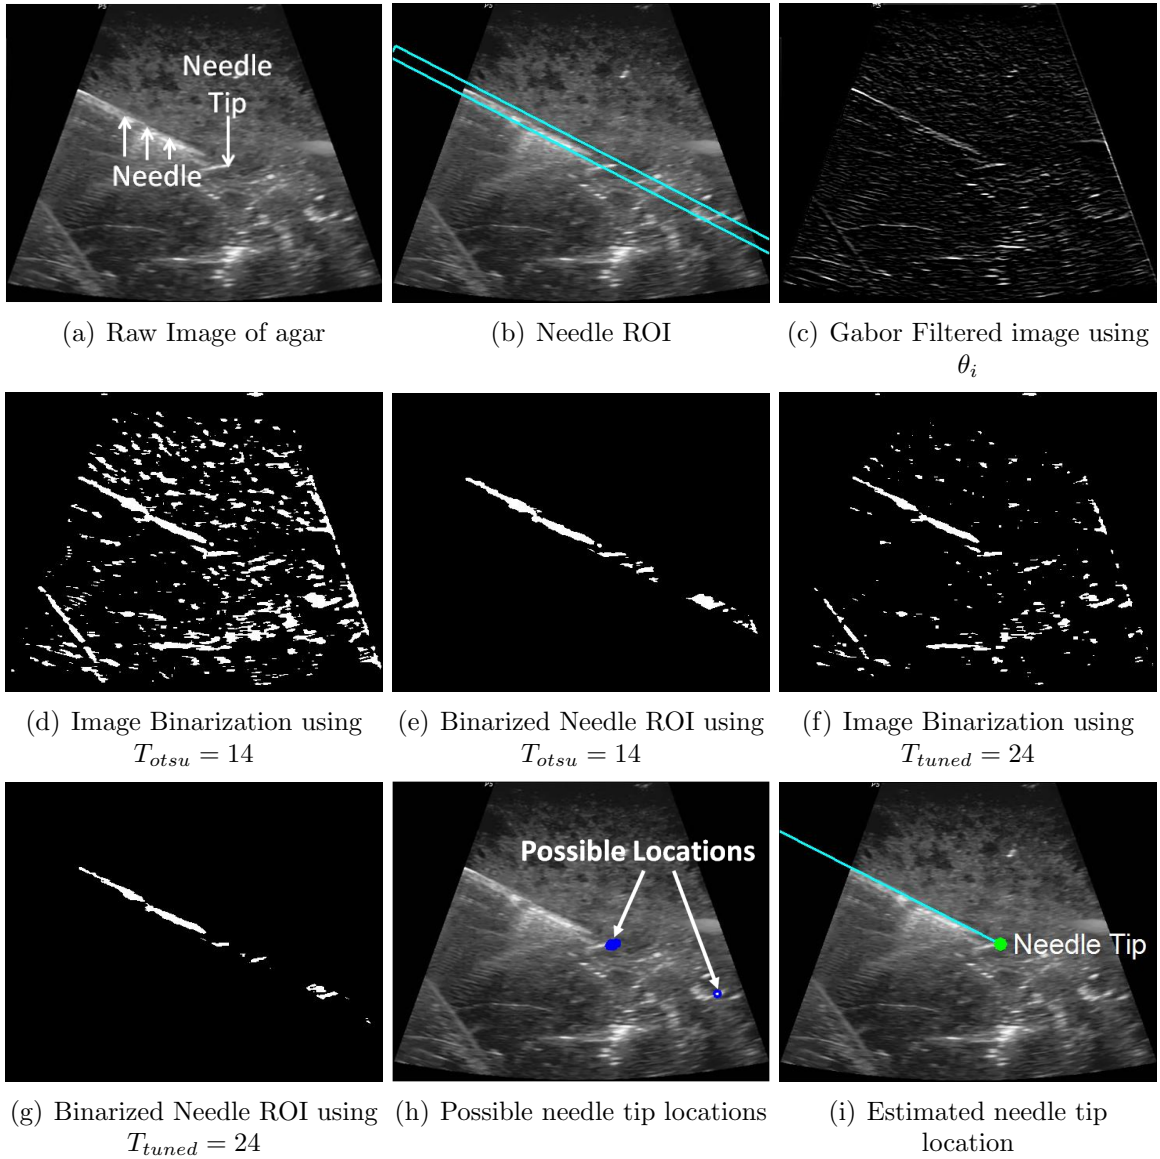 Needle
Tip
Needle
(a) Raw Image of agar
(b) Needle ROI
(c) Gabor Filtered image using
θ_i
(d) Image Binarization using
T_otsu = 14
(e) Binarized Needle ROI using
T_otsu = 14
(f) Image Binarization using
T_tuned = 24
Possible Locations
Needle Tip
(g) Binarized Needle ROI using
T_tuned = 24
(h) Possible needle tip locations
(i) Estimated needle tip
location